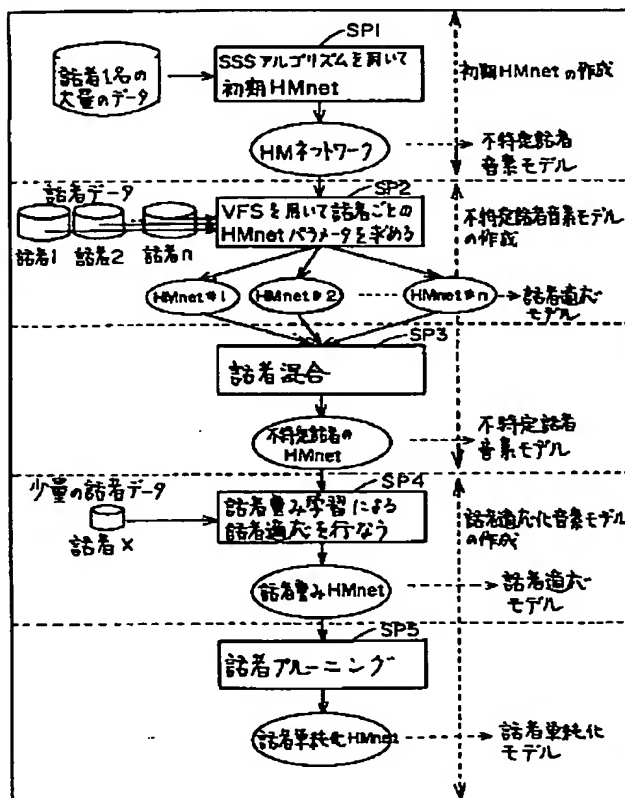 SP1
話者1名の
大量のデータ
SSSアルゴリズムを用いて
初期HMnet
初期HMnetの作成
HMネットワーク
不特定話者
音素モデル
話者データ
SP2
話者1
話者2
話者n
VFSを用いて話者ごとの
HMnetパラメータを求める
不特定話者音素モデル
の作成
HMnet#1
HMnet#2
HMnet#n
話者適応
モデル
SP3
話者混合
不特定話者の
HMnet
不特定話者
音素モデル
少量の話者データ
SP4
話者x
話者重み学習による
話者適応を行なう
話者適応化音素モデル
の作成
話者重みHMnet
話者適応
モデル
SP5
話者プルーニング
話者単純化HMnet
話者単純化
モデル